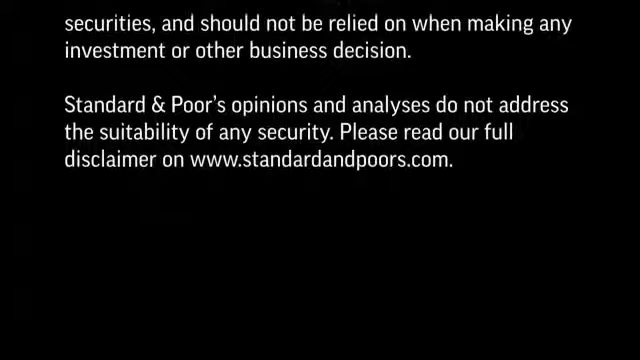 securities, and should not be relied on when making any
investment or other business decision.
Standard & Poor’s opinions and analyses do not address
the suitability of any security. Please read our full
disclaimer on www.standardandpoors.com.